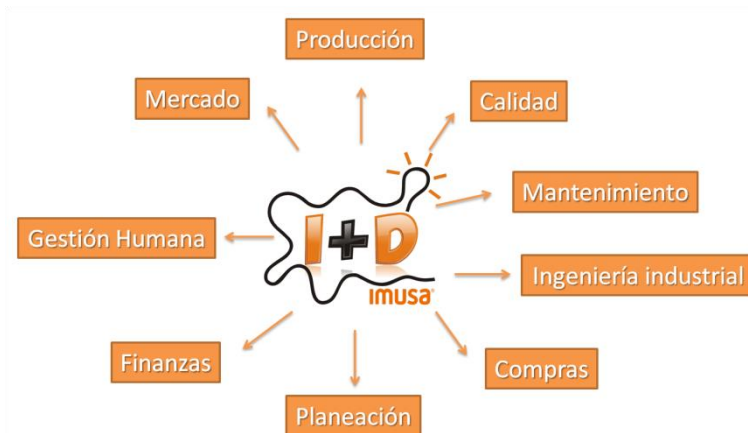 Producción
Mercado
Calidad
Mantenimiento
Gestión Humana
I+D
imusa®
Ingeniería industrial
Finanzas
Compras
Planeación